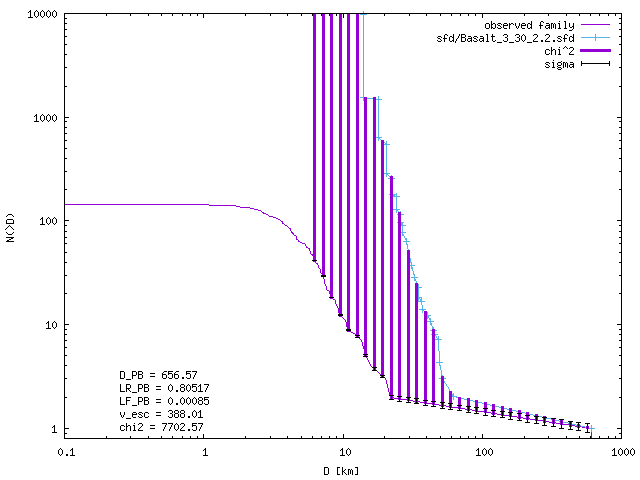 10000
1000
100
10
1
N(>D)
observed family
sfd/Basalt_3_30_2.2.sfd
chi^2
sigma
D_PB = 656.57
LR_PB = 0.80517
LF_PB = 0.00085
v_esc = 388.01
chi2 = 7702.57
0.1 1 10 100 1000
D [km]